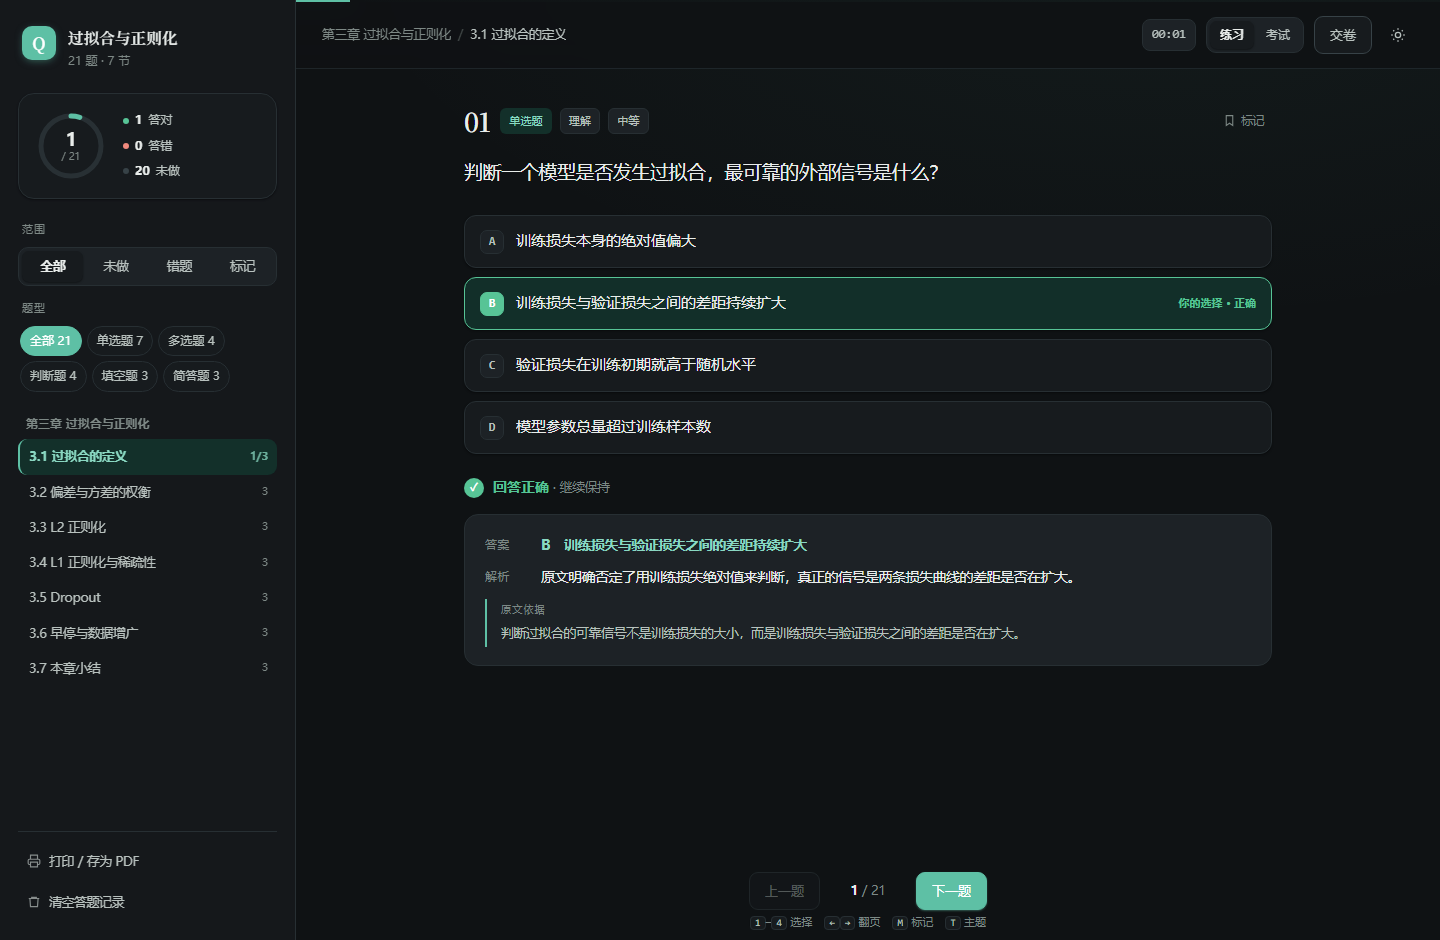 Q
过拟合与正则化
21 题 · 7 节
1
/ 21
1 答对
0 答错
20 未做
范围
全部 未做 错题 标记
题型
全部 21 单选题 7 多选题 4
判断题 4 填空题 3 简答题 3
第三章 过拟合与正则化
3.1 过拟合的定义 1/3
3.2 偏差与方差的权衡 3
3.3 L2 正则化 3
3.4 L1 正则化与稀疏性 3
3.5 Dropout 3
3.6 早停与数据增广 3
3.7 本章小结 3
打印 / 存为 PDF
清空答题记录
第三章 过拟合与正则化 / 3.1 过拟合的定义
00:01 练习 考试 交卷
01 单选题 理解 中等 标记
判断一个模型是否发生过拟合，最可靠的外部信号是什么？
A 训练损失本身的绝对值偏大
B 训练损失与验证损失之间的差距持续扩大 你的选择 • 正确
C 验证损失在训练初期就高于随机水平
D 模型参数总量超过训练样本数
回答正确 · 继续保持
答案 B 训练损失与验证损失之间的差距持续扩大
解析 原文明确否定了用训练损失绝对值来判断，真正的信号是两条损失曲线的差距是否在扩大。
原文依据
判断过拟合的可靠信号不是训练损失的大小，而是训练损失与验证损失之间的差距是否在扩大。
上一题 1 / 21 下一题
1 – 4 选择 ← → 翻页 M 标记 T 主题